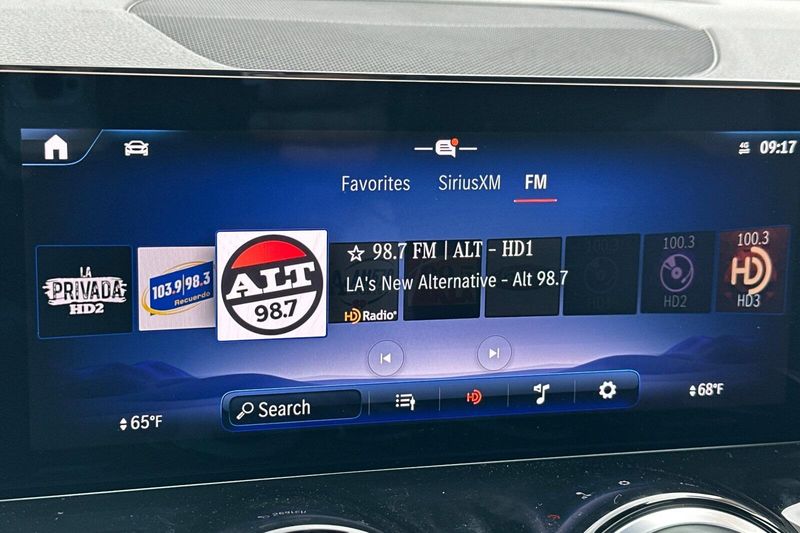 4G 09:17
Favorites SiriusXM FM
LA
PRIVADA
HD2
103.9|98.3
Recuerdo
ALT
98.7
☆ 98.7 FM | ALT - HD1
LA's New Alternative - Alt 98.7
HD Radio
100.3
HD2
100.3
HD
HD3
Search
HD
65°F
68°F